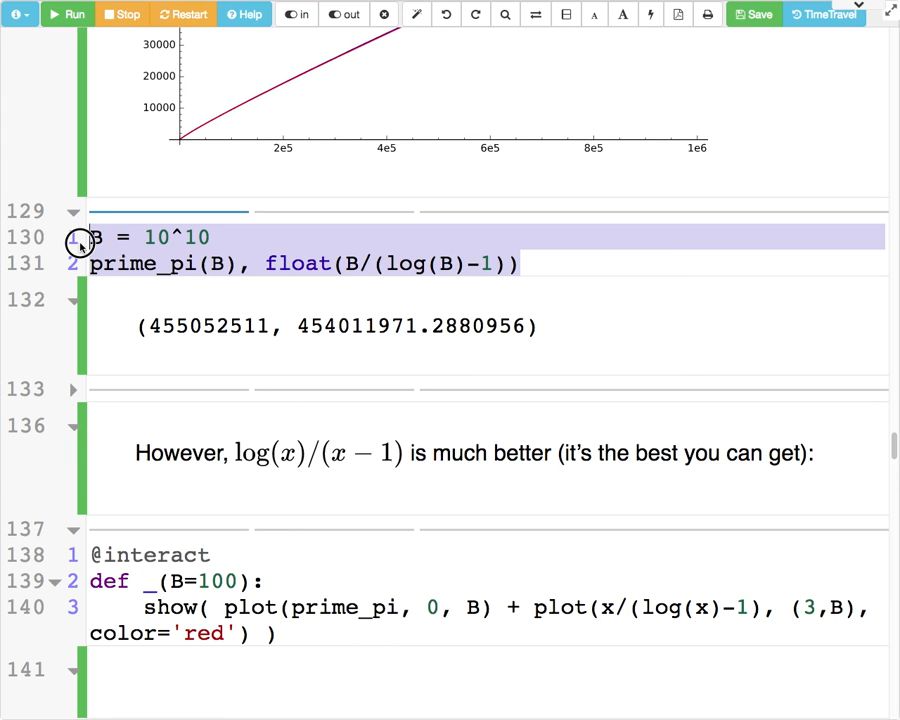 Run Stop Restart Help in out A A Save TimeTravel
30000
20000
10000
2e5 4e5 6e5 8e5 1e6
129
130 1 B = 10^10
131 2 prime_pi(B), float(B/(log(B)-1))
132
(455052511, 454011971.2880956)
133
136
However, log(x)/(x − 1) is much better (it's the best you can get):
137
138 1 @interact
139 2 def _(B=100):
140 3 show( plot(prime_pi, 0, B) + plot(x/(log(x)-1), (3,B),
color='red') )
141